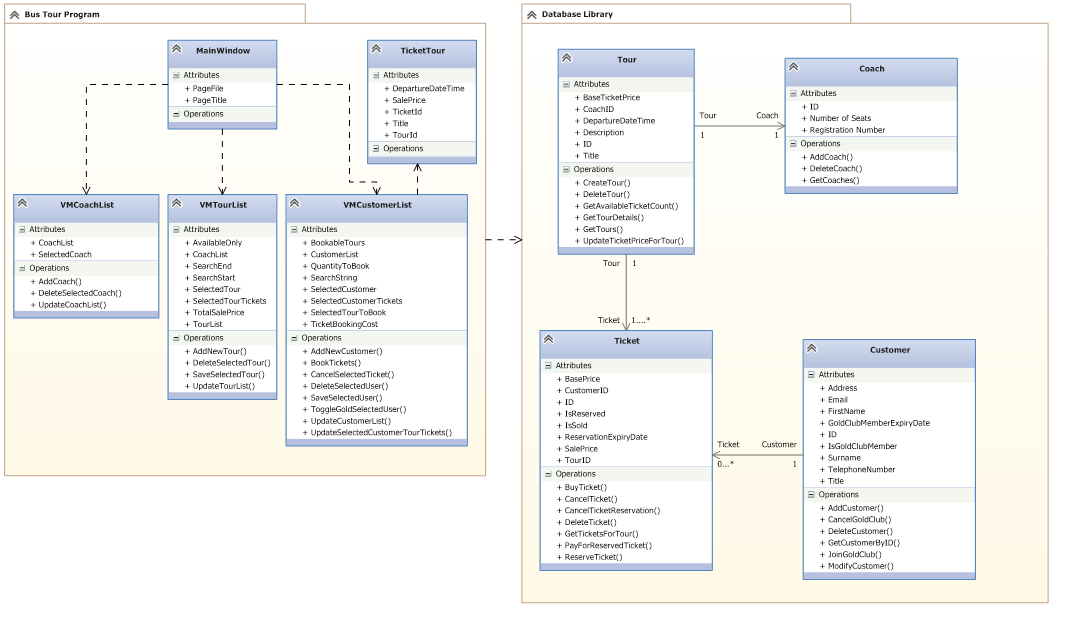 Bus Tour Program
MainWindow
Attributes
+ PageFile
+ PageTitle
Operations
TicketTour
Attributes
+ DepartureDateTime
+ SalePrice
+ TicketId
+ Title
+ TourId
Operations
VMCoachList
Attributes
+ CoachList
+ SelectedCoach
Operations
+ AddCoach()
+ DeleteSelectedCoach()
+ UpdateCoachList()
VMTourList
Attributes
+ AvailableOnly
+ CoachList
+ SearchEnd
+ SearchStart
+ SelectedTour
+ SelectedTourTickets
+ TotalSalePrice
+ TourList
Operations
+ AddNewTour()
+ DeleteSelectedTour()
+ SaveSelectedTour()
+ UpdateTourList()
VMCustomerList
Attributes
+ BookableTours
+ CustomerList
+ QuantityToBook
+ SearchString
+ SelectedCustomer
+ SelectedCustomerTickets
+ SelectedTourToBook
+ TicketBookingCost
Operations
+ AddNewCustomer()
+ BookTickets()
+ CancelSelectedTicket()
+ DeleteSelectedUser()
+ SaveSelectedUser()
+ ToggleGoldSelectedUser()
+ UpdateCustomerList()
+ UpdateSelectedCustomerTourTickets()
Database Library
Tour
Attributes
+ BaseTicketPrice
+ CoachID
+ DepartureDateTime
+ Description
+ ID
+ Title
Operations
+ CreateTour()
+ DeleteTour()
+ GetAvailableTicketCount()
+ GetTourDetails()
+ GetTours()
+ UpdateTicketPriceForTour()
Tour Coach
1 1
Coach
Attributes
+ ID
+ Number of Seats
+ Registration Number
Operations
+ AddCoach()
+ DeleteCoach()
+ GetCoaches()
Tour 1
Ticket 1....*
Ticket
Attributes
+ BasePrice
+ CustomerID
+ ID
+ IsReserved
+ IsSold
+ ReservationExpiryDate
+ SalePrice
+ TourID
Operations
+ BuyTicket()
+ CancelTicket()
+ CancelTicketReservation()
+ DeleteTicket()
+ GetTicketsForTour()
+ PayForReservedTicket()
+ ReserveTicket()
Ticket Customer
0...* 1
Customer
Attributes
+ Address
+ Email
+ FirstName
+ GoldClubMemberExpiryDate
+ ID
+ IsGoldClubMember
+ Surname
+ TelephoneNumber
+ Title
Operations
+ AddCustomer()
+ CancelGoldClub()
+ DeleteCustomer()
+ GetCustomerByID()
+ JoinGoldClub()
+ ModifyCustomer()